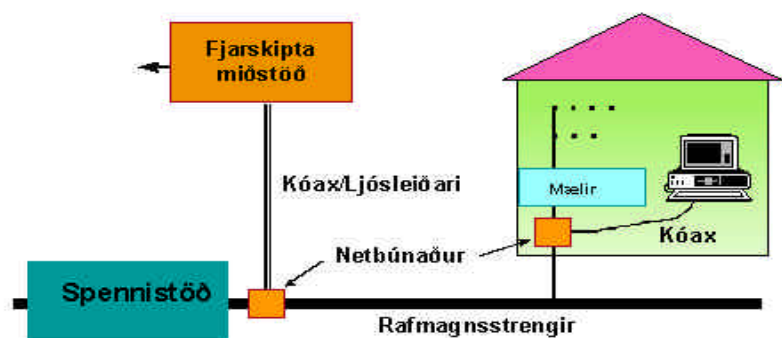 Fjarskipta
miðstöð
Kóax/Ljósleiðari
Mælir
Kóax
Netbúnaður
Spennistöð
Rafmagnsstrengir